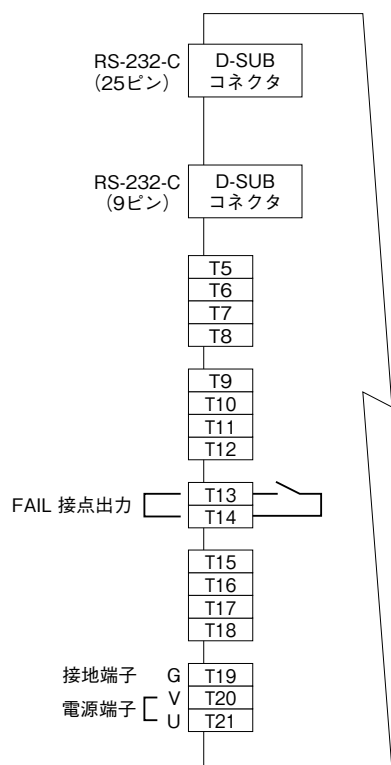 RS-232-C
(25ピン)
D-SUB
コネクタ
RS-232-C
(9ピン)
D-SUB
コネクタ
T5
T6
T7
T8
T9
T10
T11
T12
FAIL 接点出力
T13
T14
T15
T16
T17
T18
接地端子 G T19
電源端子
V T20
U T21